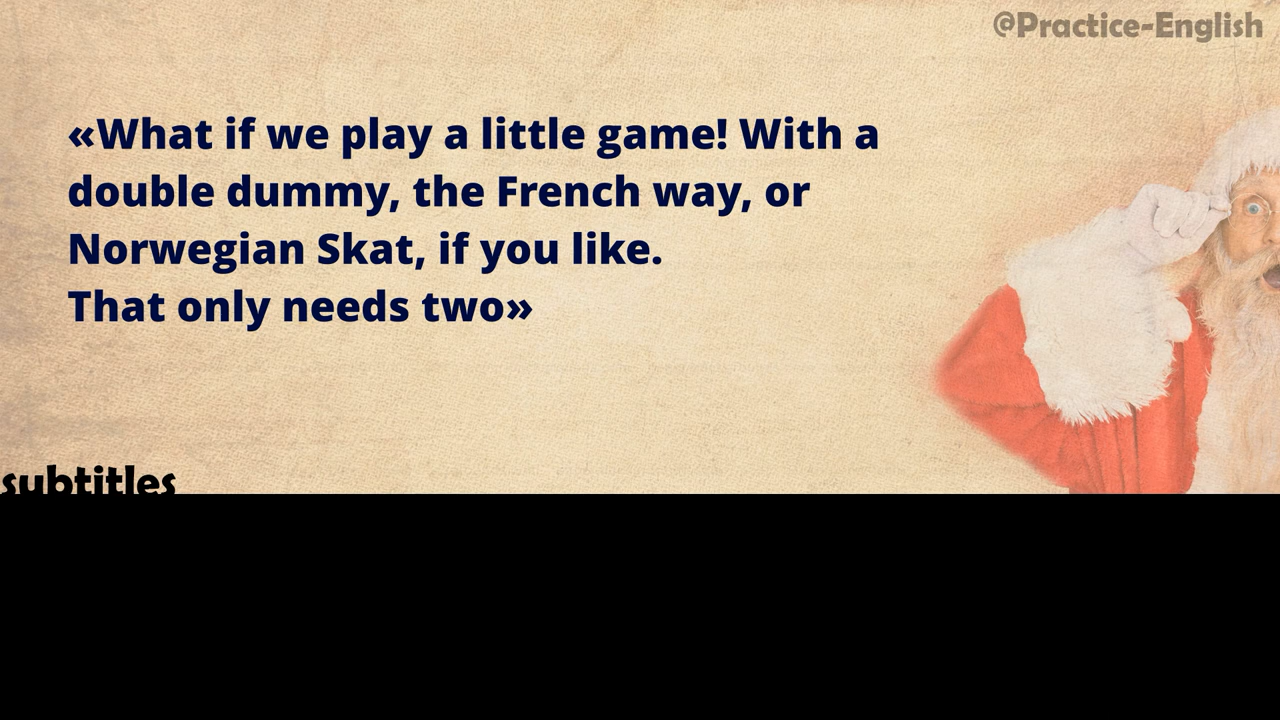 @Practice-English
«What if we play a little game! With a
double dummy, the French way, or
Norwegian Skat, if you like.
That only needs two»
subtitles